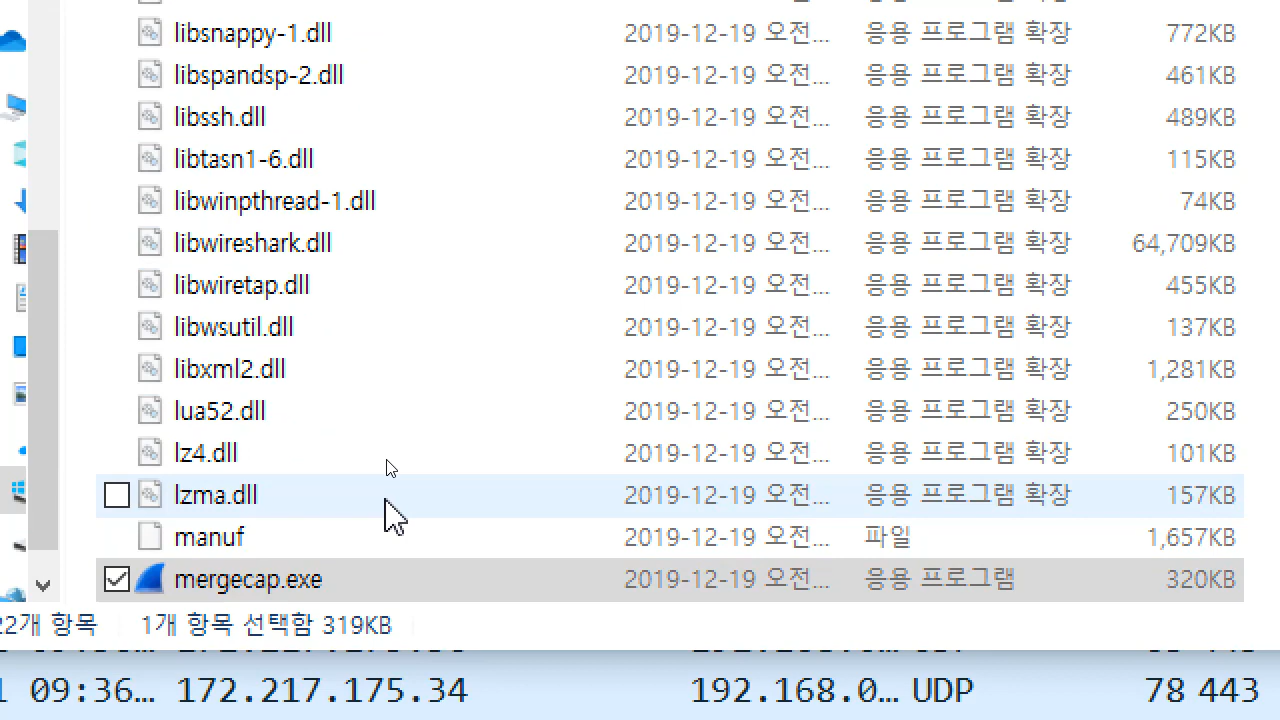 libsnappy-1.dll 2019-12-19 오전... 응용 프로그램 확장 772KB
libspandsp-2.dll 2019-12-19 오전... 응용 프로그램 확장 461KB
libssh.dll 2019-12-19 오전... 응용 프로그램 확장 489KB
libtasn1-6.dll 2019-12-19 오전... 응용 프로그램 확장 115KB
libwinpthread-1.dll 2019-12-19 오전... 응용 프로그램 확장 74KB
libwireshark.dll 2019-12-19 오전... 응용 프로그램 확장 64,709KB
libwiretap.dll 2019-12-19 오전... 응용 프로그램 확장 455KB
libwsutil.dll 2019-12-19 오전... 응용 프로그램 확장 137KB
libxml2.dll 2019-12-19 오전... 응용 프로그램 확장 1,281KB
lua52.dll 2019-12-19 오전... 응용 프로그램 확장 250KB
lz4.dll 2019-12-19 오전... 응용 프로그램 확장 101KB
lzma.dll 2019-12-19 오전... 응용 프로그램 확장 157KB
manuf 2019-12-19 오전... 파일 1,657KB
mergecap.exe 2019-12-19 오전... 응용 프로그램 320KB
22개 항목 1개 항목 선택함 319KB
09:36... 172.217.175.34 192.168.0... UDP 78 443